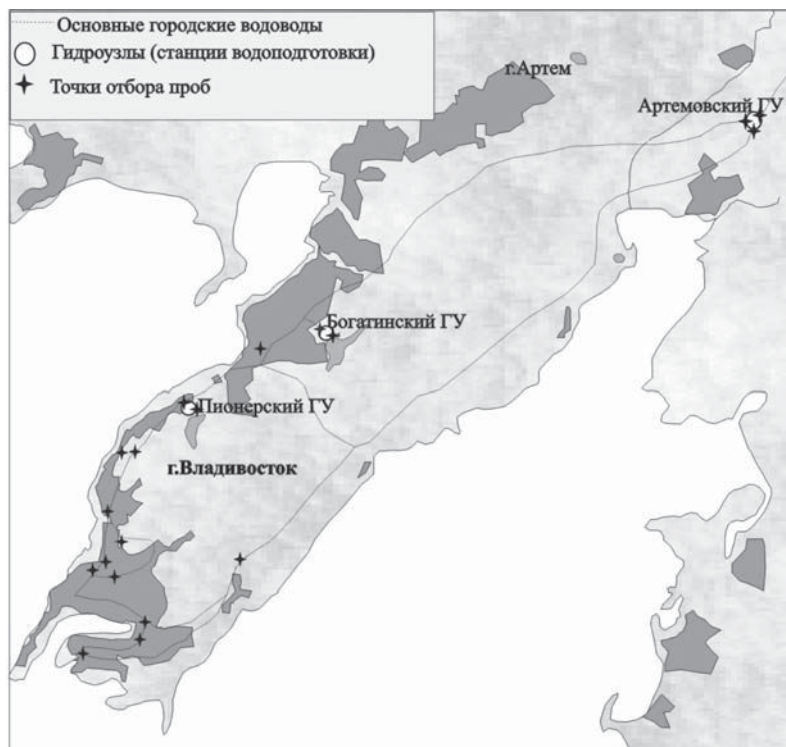 Основные городские водоводы
Гидроузлы (станции водоподготовки)
Точки отбора проб
г.Артем
Артемовский ГУ
Богатинский ГУ
Пионерский ГУ
г.Владивосток